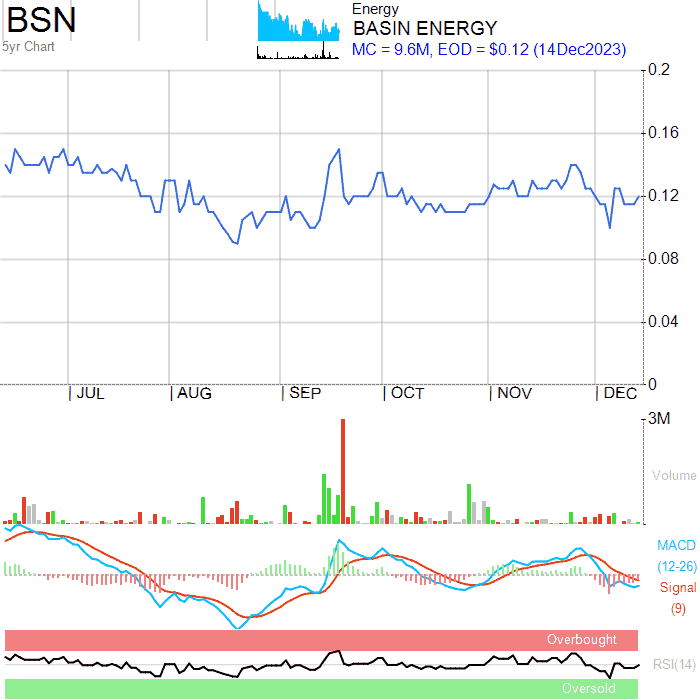 BSN
5yr Chart
Energy
BASIN ENERGY
MC = 9.6M, EOD = $0.12 (14Dec2023)
0.2
0.16
0.12
0.08
0.04
0
JUL AUG SEP OCT NOV DEC
3M
Volume
MACD
(12-26)
Signal
(9)
Overbought
RSI(14)
Oversold